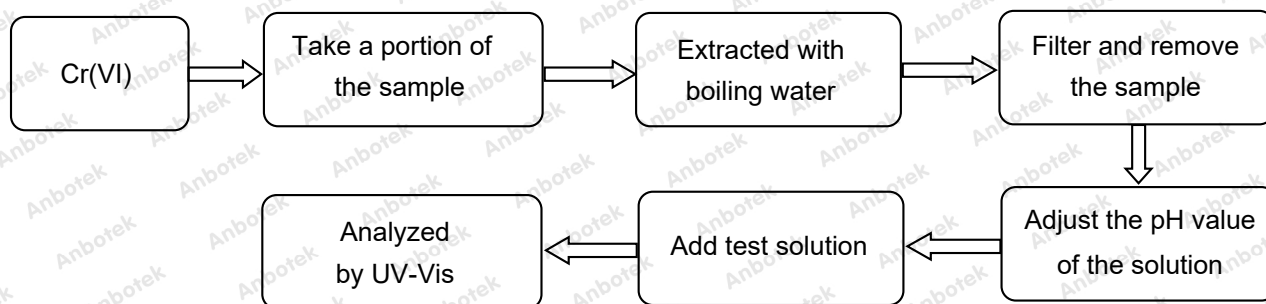 Cr(VI)
Take a portion of
the sample
Extracted with
boiling water
Filter and remove
the sample
Adjust the pH value
of the solution
Add test solution
Analyzed
by UV-Vis
Anbotek